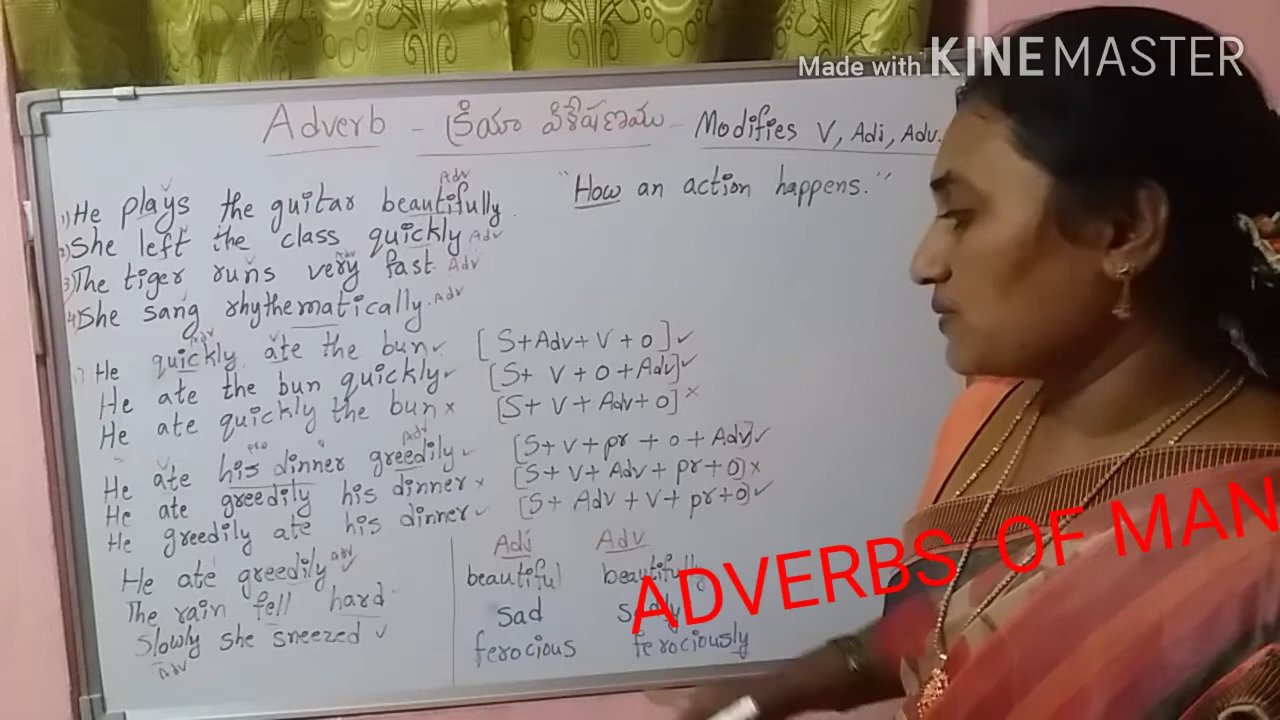 Made with KINEMASTER
Adverb - క్రియా విశేషణాము - Modifies V, Adj, Adv.
"How an action happens."
1) He plays the guitar beautifully. Adv
2) She left the class quickly Adv
3) The tiger runs very fast. Adv
4) She sang rhythematically. Adv
He quickly ate the bun ✓ [S+Adv+V+O] ✓
He ate the bun quickly ✓ [S+V+O+Adv] ✓
He ate quickly the bun × [S+V+Adv+O] ×
He ate his dinner greedily ✓ [S+V+pr+O+Adv] ✓
He ate greedily his dinner × [S+V+Adv+pr+O] ×
He greedily ate his dinner ✓ [S+Adv+V+pr+O] ✓
He ate greedily Adv ✓
The rain fell hard.
Slowly she sneezed ✓
Adv
Adj Adv
beautiful beautifully
sad sadly
ferocious ferociously
ADVERBS OF MAN